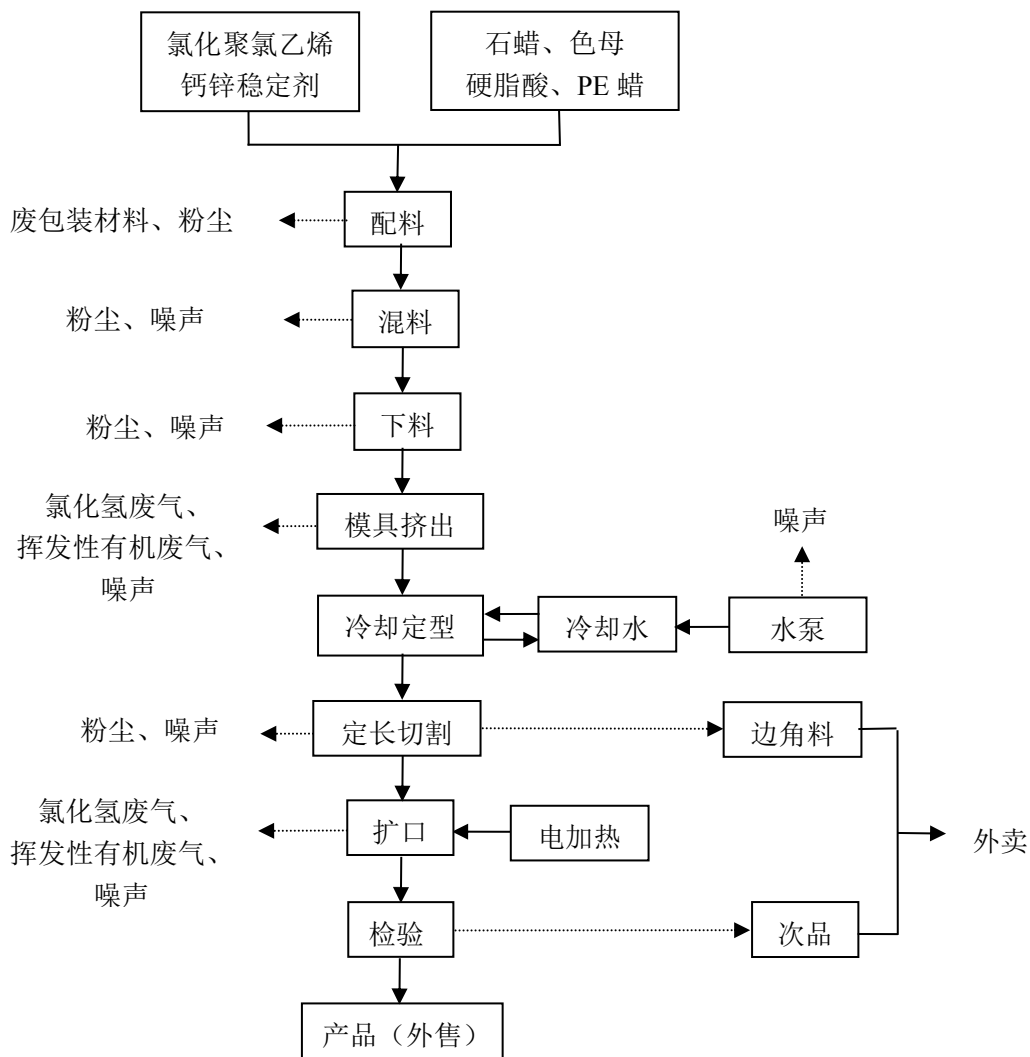 氯化聚氯乙烯
钙锌稳定剂
石蜡、色母
硬脂酸、PE 蜡
废包装材料、粉尘
配料
粉尘、噪声
混料
粉尘、噪声
下料
氯化氢废气、
挥发性有机废气、
噪声
模具挤出
噪声
冷却定型
冷却水
水泵
粉尘、噪声
定长切割
边角料
氯化氢废气、
挥发性有机废气、
噪声
扩口
电加热
外卖
检验
次品
产品（外售）